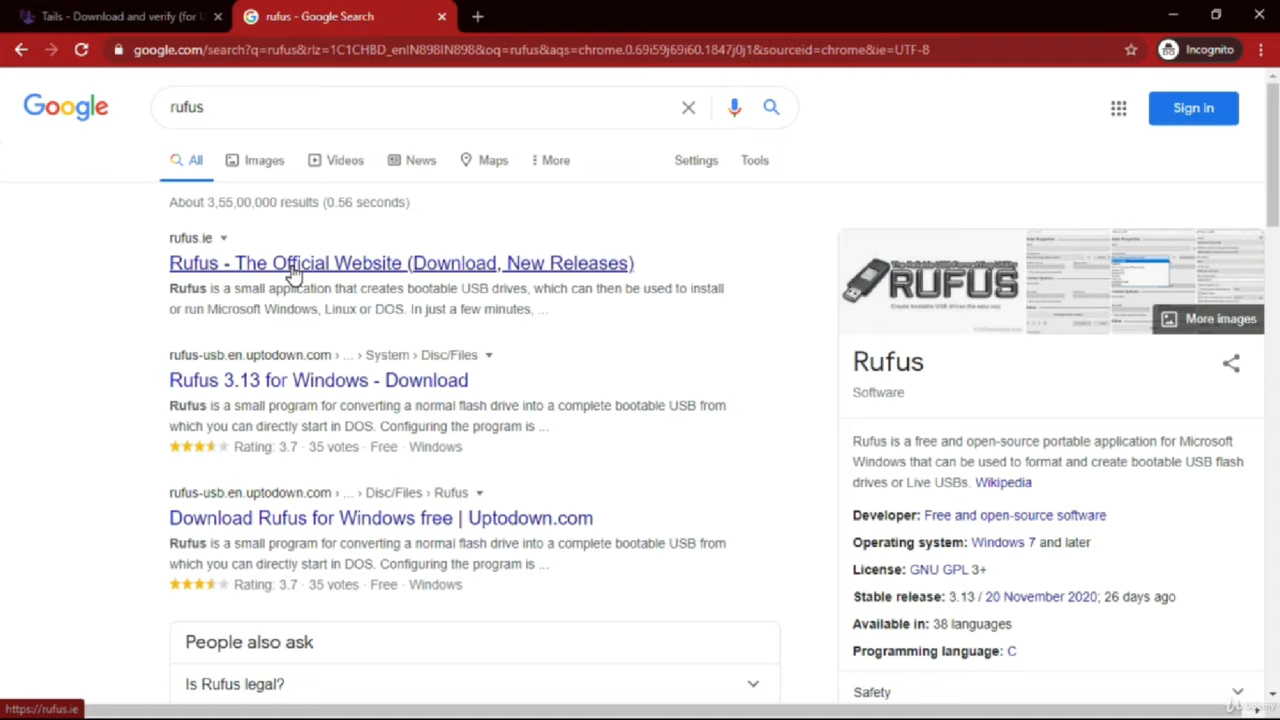 Tails - Download and verify (for U
rufus - Google Search
google.com/search?q=rufus&rlz=1C1CHBD_enIN898IN898&oq=rufus&aqs=chrome.0.69i59j69i60.1847j0j1&sourceid=chrome&ie=UTF-8
Incognito
Google
rufus
Sign in
All
Images
Videos
News
Maps
More
Settings
Tools
About 3,55,00,000 results (0.56 seconds)
rufus.ie
Rufus - The Official Website (Download, New Releases)
Rufus is a small application that creates bootable USB drives, which can then be used to install
or run Microsoft Windows, Linux or DOS. In just a few minutes, ...
rufus-usb.en.uptodown.com › ... › System › Disc/Files
Rufus 3.13 for Windows - Download
Rufus is a small program for converting a normal flash drive into a complete bootable USB from
which you can directly start in DOS. Configuring the program is ...
Rating: 3.7 · 35 votes · Free · Windows
rufus-usb.en.uptodown.com › ... › Disc/Files › Rufus
Download Rufus for Windows free | Uptodown.com
Rufus is a small program for converting a normal flash drive into a complete bootable USB from
which you can directly start in DOS. Configuring the program is ...
Rating: 3.7 · 35 votes · Free · Windows
People also ask
Is Rufus legal?
RUFUS
Create bootable USB drives the easy way
More images
Rufus
Software
Rufus is a free and open-source portable application for Microsoft
Windows that can be used to format and create bootable USB flash
drives or Live USBs. Wikipedia
Developer: Free and open-source software
Operating system: Windows 7 and later
License: GNU GPL 3+
Stable release: 3.13 / 20 November 2020; 26 days ago
Available in: 38 languages
Programming language: C
Safety
https://rufus.ie
Udemy